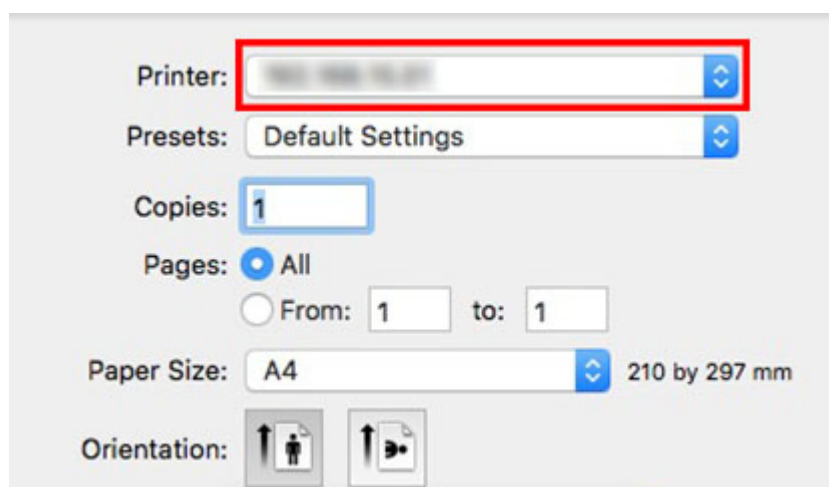 Printer:
Presets: Default Settings
Copies: 1
Pages: All
From: 1 to: 1
Paper Size: A4 210 by 297 mm
Orientation: